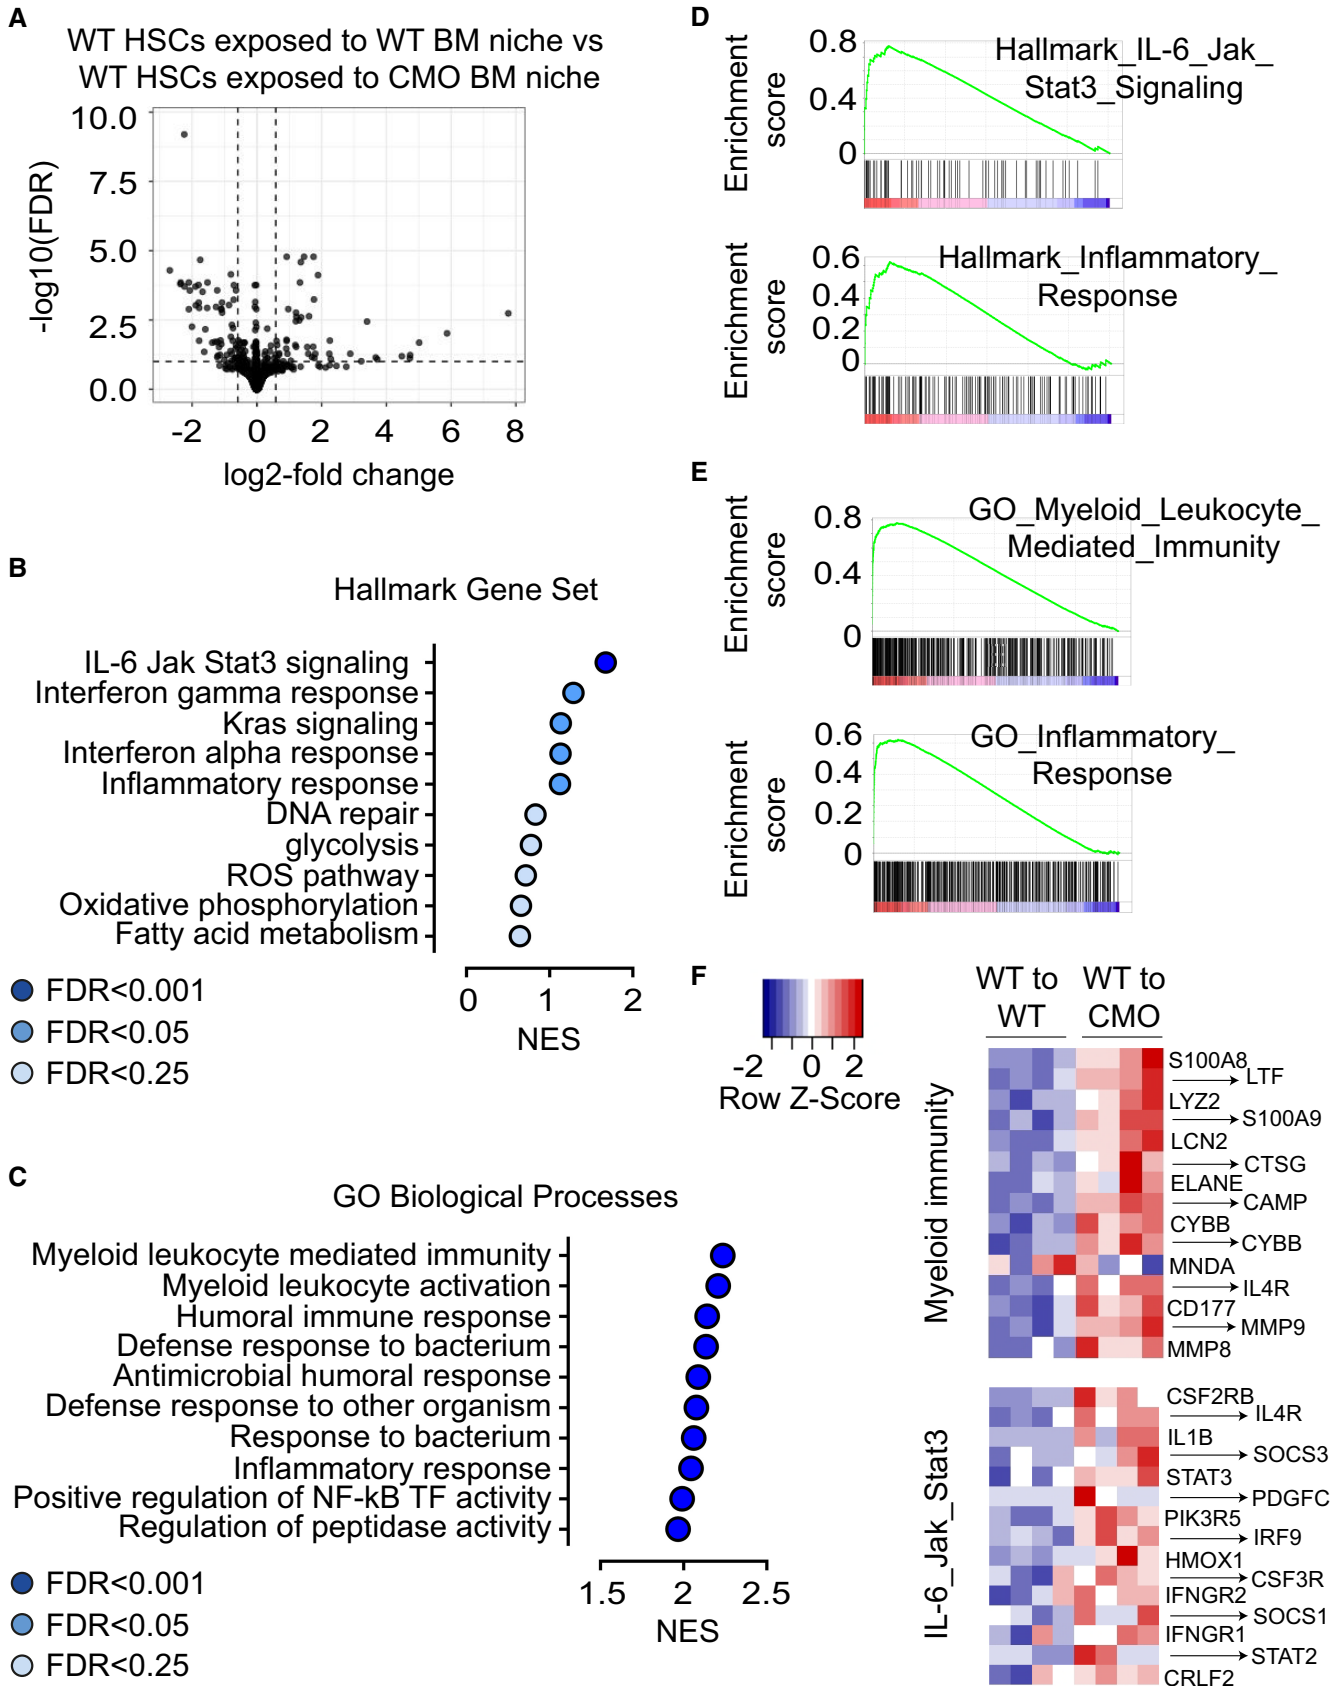 A
WT HSCs exposed to WT BM niche vs
WT HSCs exposed to CMO BM niche
-log10(FDR)
10.0
7.5
5.0
2.5
0.0
-2 0 2 4 6 8
log2-fold change
B
Hallmark Gene Set
IL-6 Jak Stat3 signaling
Interferon gamma response
Kras signaling
Interferon alpha response
Inflammatory response
DNA repair
glycolysis
ROS pathway
Oxidative phosphorylation
Fatty acid metabolism
0 1 2
NES
FDR<0.001
FDR<0.05
FDR<0.25
C
GO Biological Processes
Myeloid leukocyte mediated immunity
Myeloid leukocyte activation
Humoral immune response
Defense response to bacterium
Antimicrobial humoral response
Defense response to other organism
Response to bacterium
Inflammatory response
Positive regulation of NF-kB TF activity
Regulation of peptidase activity
1.5 2 2.5
NES
FDR<0.001
FDR<0.05
FDR<0.25
D
Enrichment
score
0.8
0.4
0
Hallmark_IL-6_Jak_
Stat3_Signaling
Enrichment
score
0.6
0.4
0.2
0
Hallmark_Inflammatory_
Response
E
Enrichment
score
0.8
0.4
0
GO_Myeloid_Leukocyte_
Mediated_Immunity
Enrichment
score
0.6
0.4
0.2
0
GO_Inflammatory_
Response
F
-2 0 2
Row Z-Score
WT to
WT
WT to
CMO
Myeloid immunity
S100A8
LTF
LYZ2
S100A9
LCN2
CTSG
ELANE
CAMP
CYBB
CYBB
MNDA
IL4R
CD177
MMP9
MMP8
IL-6_Jak_Stat3
CSF2RB
IL4R
IL1B
SOCS3
STAT3
PDGFC
PIK3R5
IRF9
HMOX1
CSF3R
IFNGR2
SOCS1
IFNGR1
STAT2
CRLF2